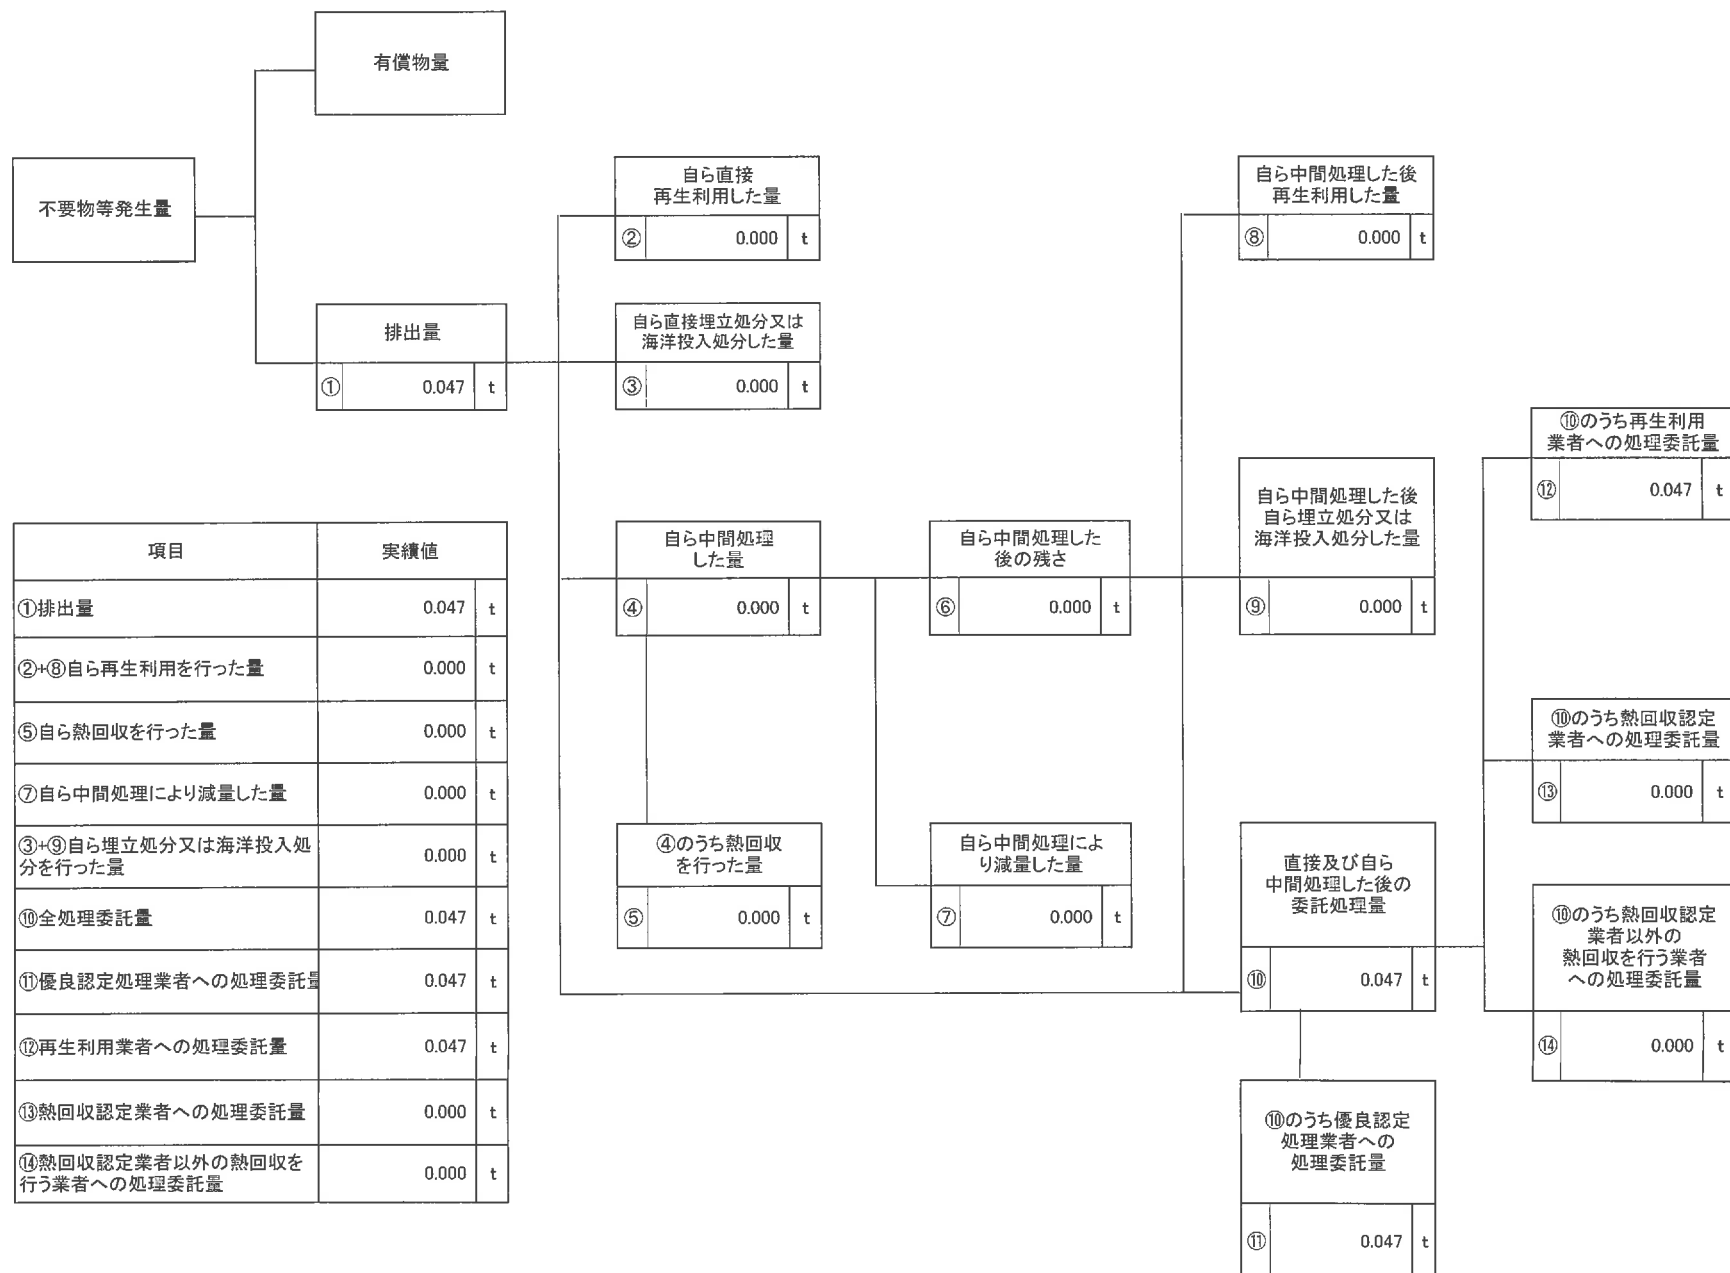 有償物量
不要物等発生量
排出量
① 0.047 t
自ら直接
再生利用した量
② 0.000 t
自ら直接埋立処分又は
海洋投入処分した量
③ 0.000 t
自ら中間処理
した量
④ 0.000 t
④のうち熱回収
を行った量
⑤ 0.000 t
自ら中間処理した
後の残さ
⑥ 0.000 t
自ら中間処理によ
り減量した量
⑦ 0.000 t
自ら中間処理した後
再生利用した量
⑧ 0.000 t
自ら中間処理した後
自ら埋立処分又は
海洋投入処分した量
⑨ 0.000 t
直接及び自ら
中間処理した後の
委託処理量
⑩ 0.047 t
⑩のうち優良認定
処理業者への
処理委託量
⑪ 0.047 t
⑩のうち再生利用
業者への処理委託量
⑫ 0.047 t
⑩のうち熱回収認定
業者への処理委託量
⑬ 0.000 t
⑩のうち熱回収認定
業者以外の
熱回収を行う業者
への処理委託量
⑭ 0.000 t
項目 実績値
①排出量 0.047 t
②+⑧自ら再生利用を行った量 0.000 t
⑤自ら熱回収を行った量 0.000 t
⑦自ら中間処理により減量した量 0.000 t
③+⑨自ら埋立処分又は海洋投入処
分を行った量 0.000 t
⑩全処理委託量 0.047 t
⑪優良認定処理業者への処理委託量 0.047 t
⑫再生利用業者への処理委託量 0.047 t
⑬熱回収認定業者への処理委託量 0.000 t
⑭熱回収認定業者以外の熱回収を
行う業者への処理委託量 0.000 t